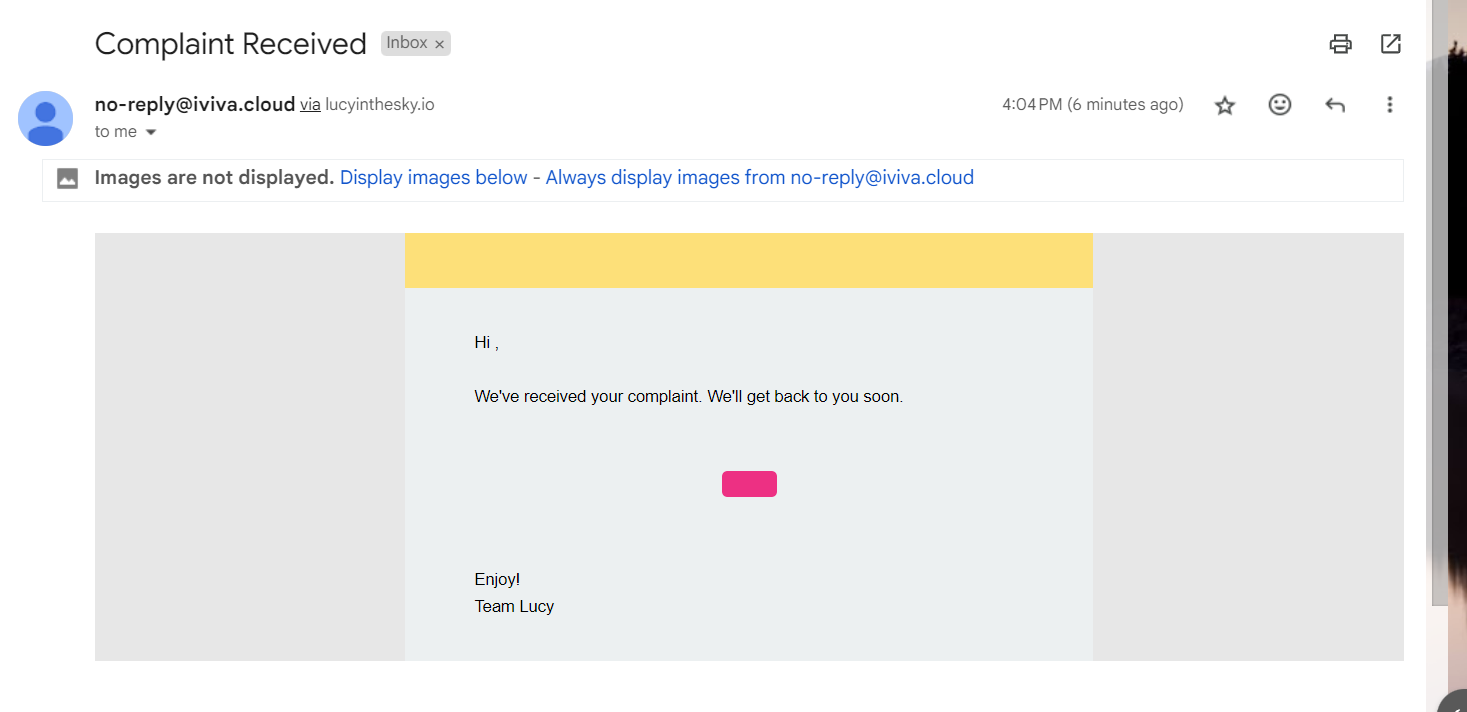 Complaint Received Inbox ×
no-reply@iviva.cloud via lucyinthesky.io 4:04 PM (6 minutes ago)
to me
Images are not displayed. Display images below - Always display images from no-reply@iviva.cloud
Hi ,
We've received your complaint. We'll get back to you soon.
Enjoy!
Team Lucy